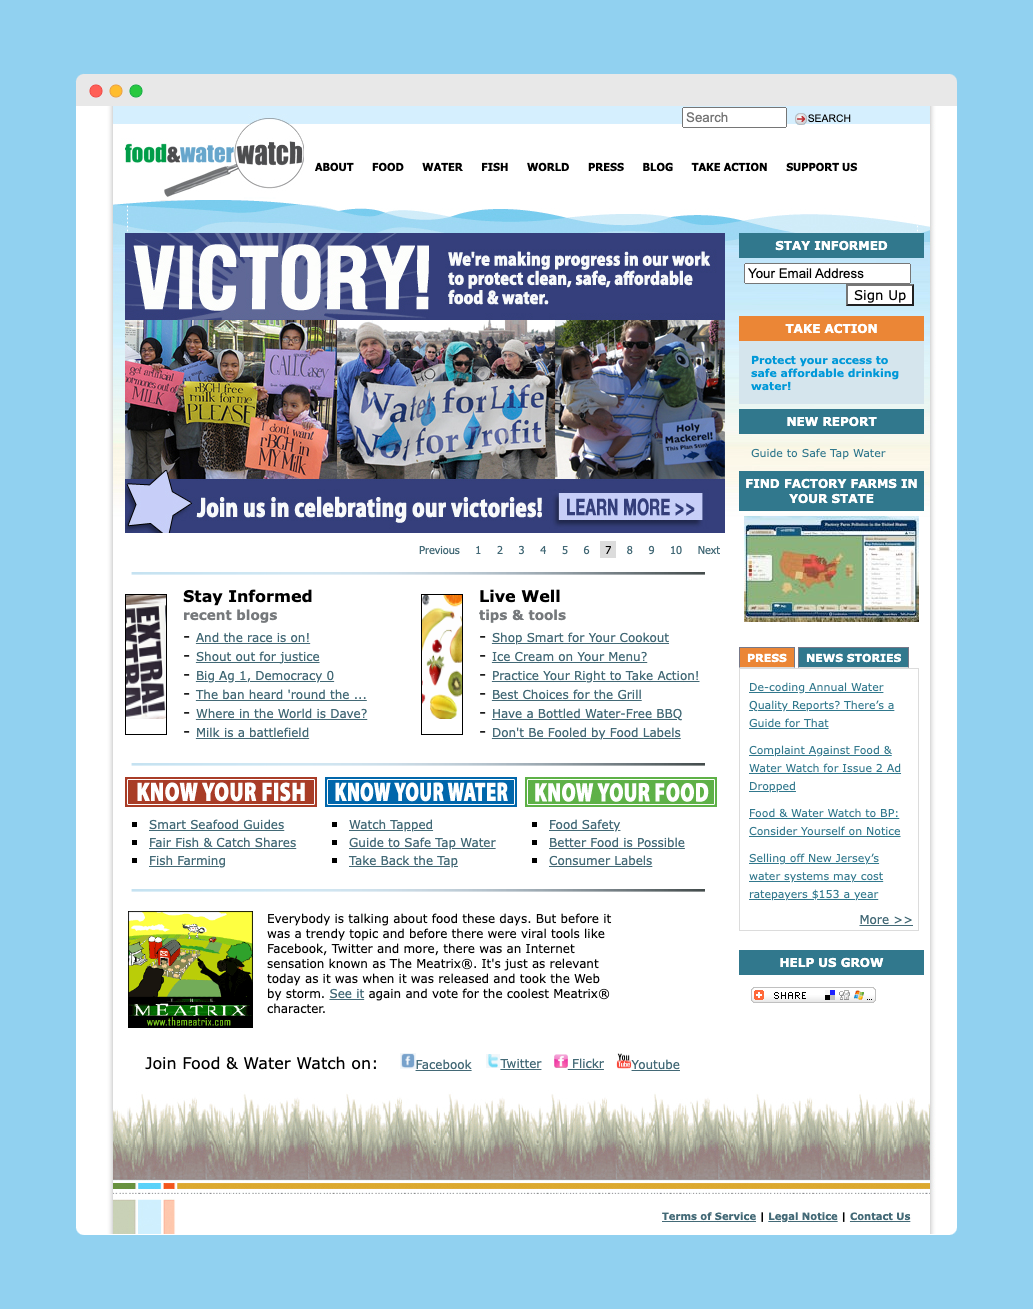 Search
SEARCH
food&waterwatch
ABOUT FOOD WATER FISH WORLD PRESS BLOG TAKE ACTION SUPPORT US
VICTORY!
We're making progress in our work
to protect clean, safe, affordable
food & water.
get artificial
hormones out of
MILK
rBGH free
milk for me
PLEASE
CALL Casey
I don't want
rBGH in
MY Milk
Water for Life
Not for Profit
Holy
Mackerel!
This Plan Stinks
Join us in celebrating our victories!
LEARN MORE >>
Previous 1 2 3 4 5 6 7 8 9 10 Next
STAY INFORMED
Your Email Address
Sign Up
TAKE ACTION
Protect your access to
safe affordable drinking
water!
NEW REPORT
Guide to Safe Tap Water
FIND FACTORY FARMS IN
YOUR STATE
Factory Farm Pollution in the United States
EXTRA!
EXTRA!
Stay Informed
recent blogs
- And the race is on!
- Shout out for justice
- Big Ag 1, Democracy 0
- The ban heard 'round the ...
- Where in the World is Dave?
- Milk is a battlefield
Live Well
tips & tools
- Shop Smart for Your Cookout
- Ice Cream on Your Menu?
- Practice Your Right to Take Action!
- Best Choices for the Grill
- Have a Bottled Water-Free BBQ
- Don't Be Fooled by Food Labels
PRESS NEWS STORIES
De-coding Annual Water
Quality Reports? There's a
Guide for That
Complaint Against Food &
Water Watch for Issue 2 Ad
Dropped
Food & Water Watch to BP:
Consider Yourself on Notice
Selling off New Jersey's
water systems may cost
ratepayers $153 a year
More >>
KNOW YOUR FISH
Smart Seafood Guides
Fair Fish & Catch Shares
Fish Farming
KNOW YOUR WATER
Watch Tapped
Guide to Safe Tap Water
Take Back the Tap
KNOW YOUR FOOD
Food Safety
Better Food is Possible
Consumer Labels
THE
MEATRIX
www.themeatrix.com
Everybody is talking about food these days. But before it
was a trendy topic and before there were viral tools like
Facebook, Twitter and more, there was an Internet
sensation known as The Meatrix®. It's just as relevant
today as it was when it was released and took the Web
by storm. See it again and vote for the coolest Meatrix®
character.
HELP US GROW
SHARE ...
Join Food & Water Watch on: Facebook Twitter Flickr You Tube Youtube
Terms of Service | Legal Notice | Contact Us